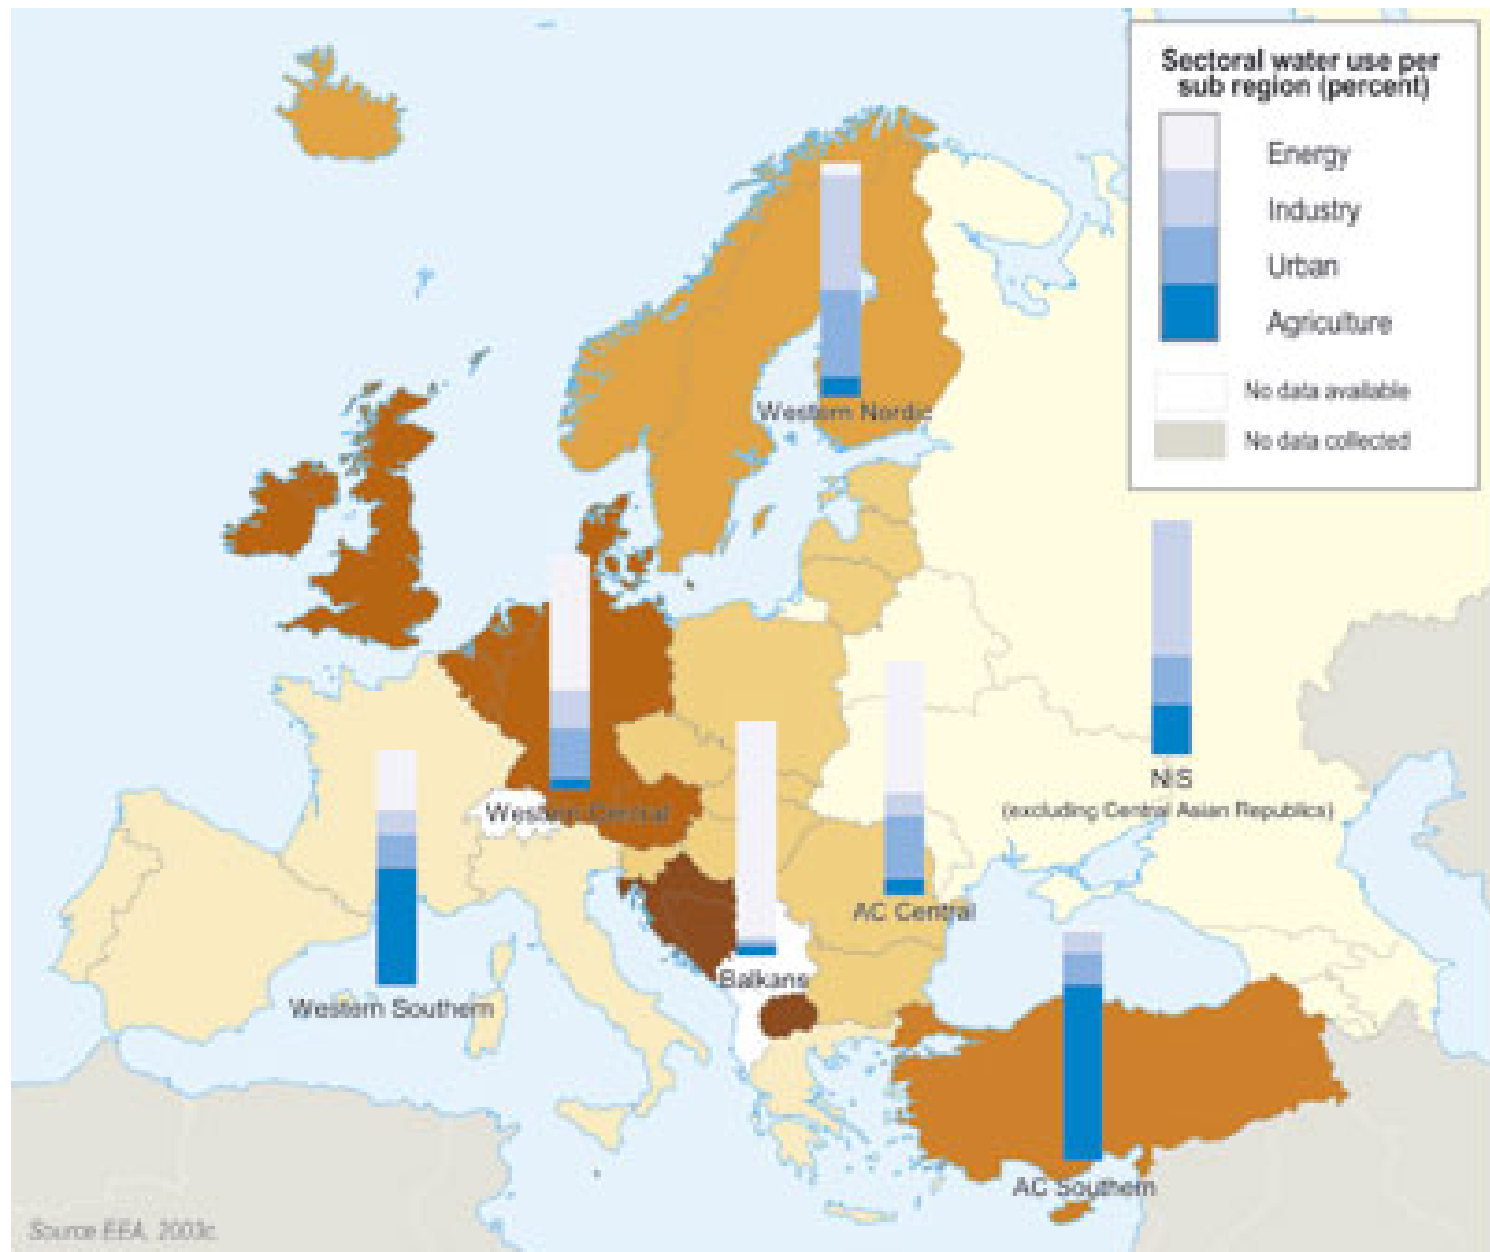 Sectoral water use per
sub region (percent)
Energy
Industry
Urban
Agriculture
No data available
No data collected
Western Nordic
NIS
(excluding Central Asian Republics)
Western Central
AC Central
Balkans
Western Southern
AC Southern
Source EEA, 2003c